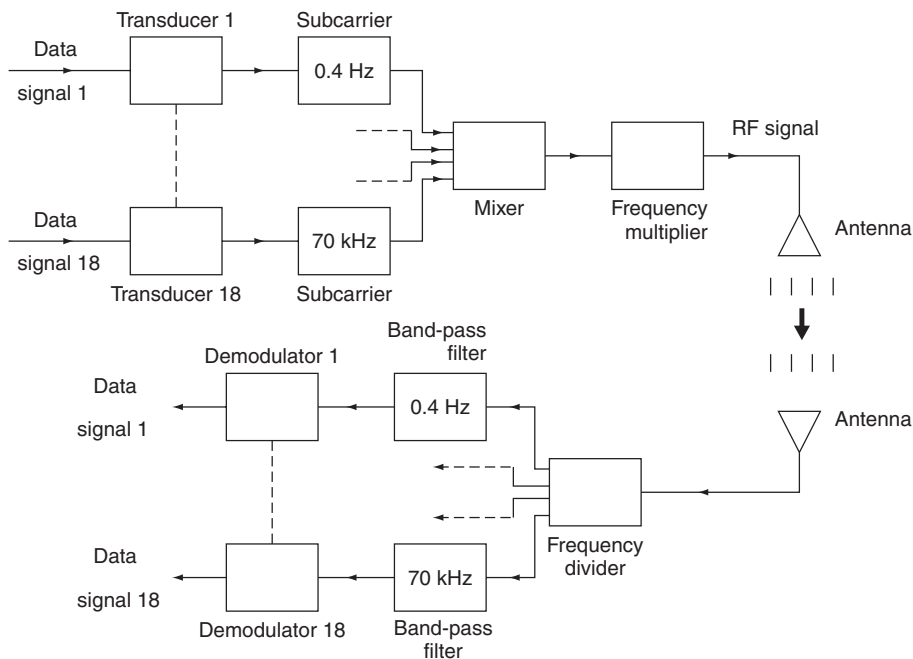 Transducer 1
Subcarrier
Data
signal 1
0.4 Hz
RF signal
Mixer
Frequency
multiplier
Antenna
Data
signal 18
70 kHz
Transducer 18
Subcarrier
Band-pass
filter
Demodulator 1
Data
signal 1
0.4 Hz
Antenna
Frequency
divider
Data
signal 18
70 kHz
Demodulator 18
Band-pass
filter